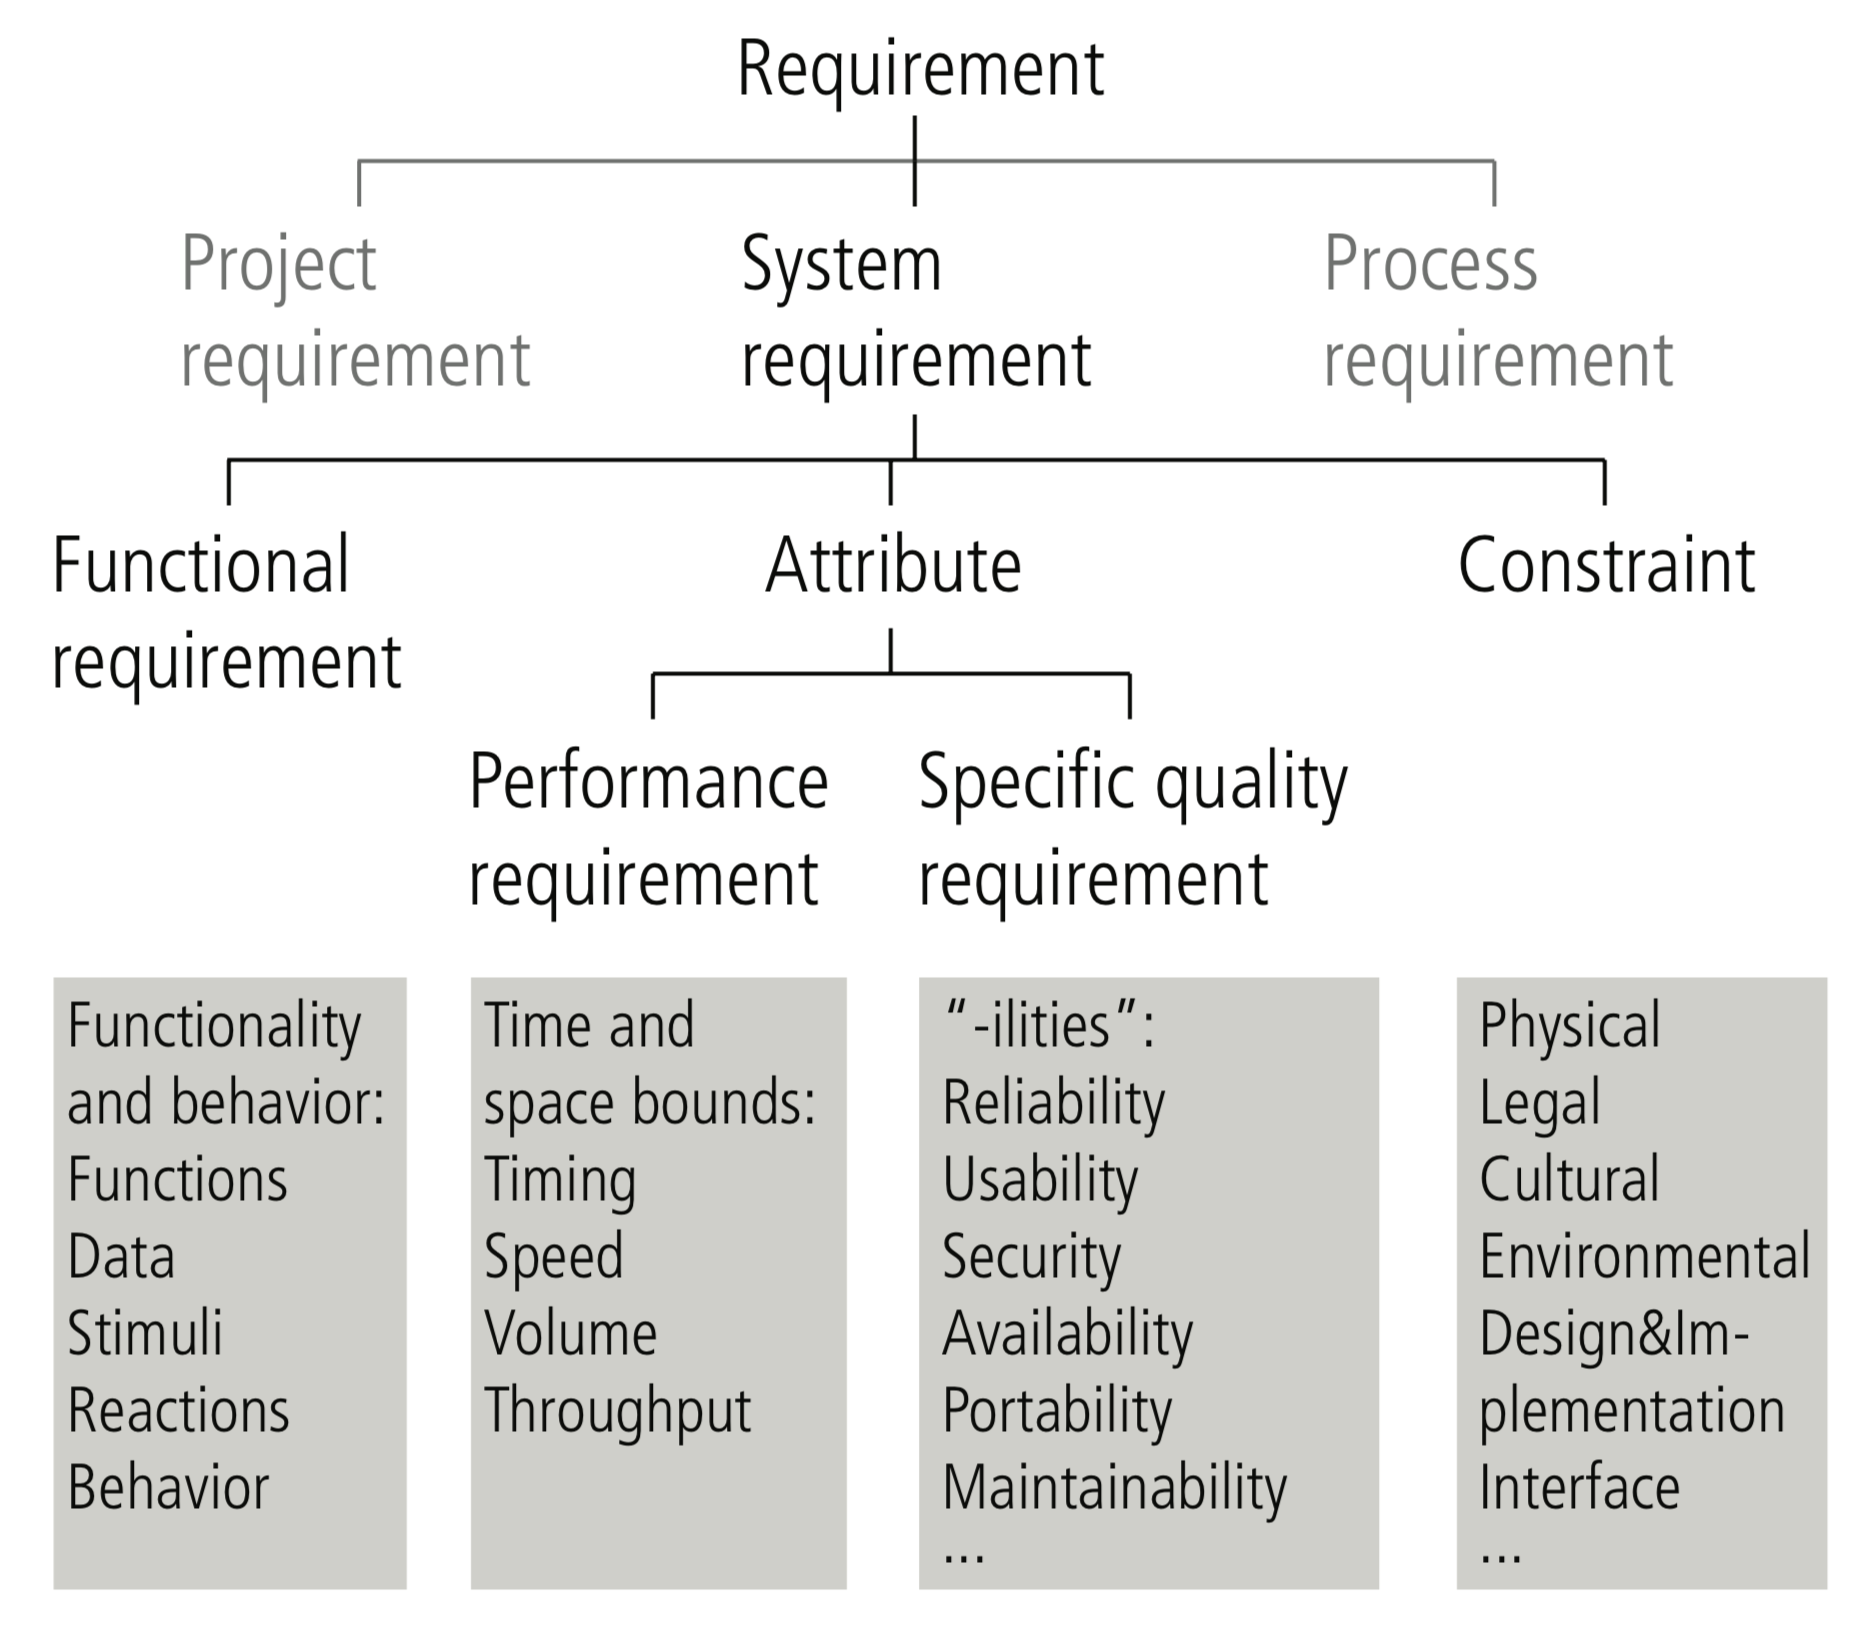 Requirement
Project
requirement
System
requirement
Process
requirement
Functional
requirement
Attribute
Constraint
Performance
requirement
Specific quality
requirement
Functionality
and behavior:
Functions
Data
Stimuli
Reactions
Behavior
Time and
space bounds:
Timing
Speed
Volume
Throughput
“-ilities”:
Reliability
Usability
Security
Availability
Portability
Maintainability
...
Physical
Legal
Cultural
Environmental
Design&Im-
plementation
Interface
...